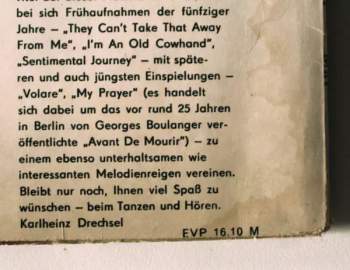 bei sich Frühaufnahmen der fünfziger
Jahre – „They Can't Take That Away
From Me“, „I'm An Old Cowhand“,
„Sentimental Journey“ – mit späte-
ren und auch jüngsten Einspielungen –
„Volare“, „My Prayer“ (es handelt
sich dabei um das vor rund 25 Jahren
in Berlin von Georges Boulanger ver-
öffentlichte „Avant De Mourir“) – zu
einem ebenso unterhaltsamen wie
interessanten Melodienreigen vereinen.
Bleibt nur noch, Ihnen viel Spaß zu
wünschen – beim Tanzen und Hören.
Karlheinz Drechsel
EVP 16.10 M